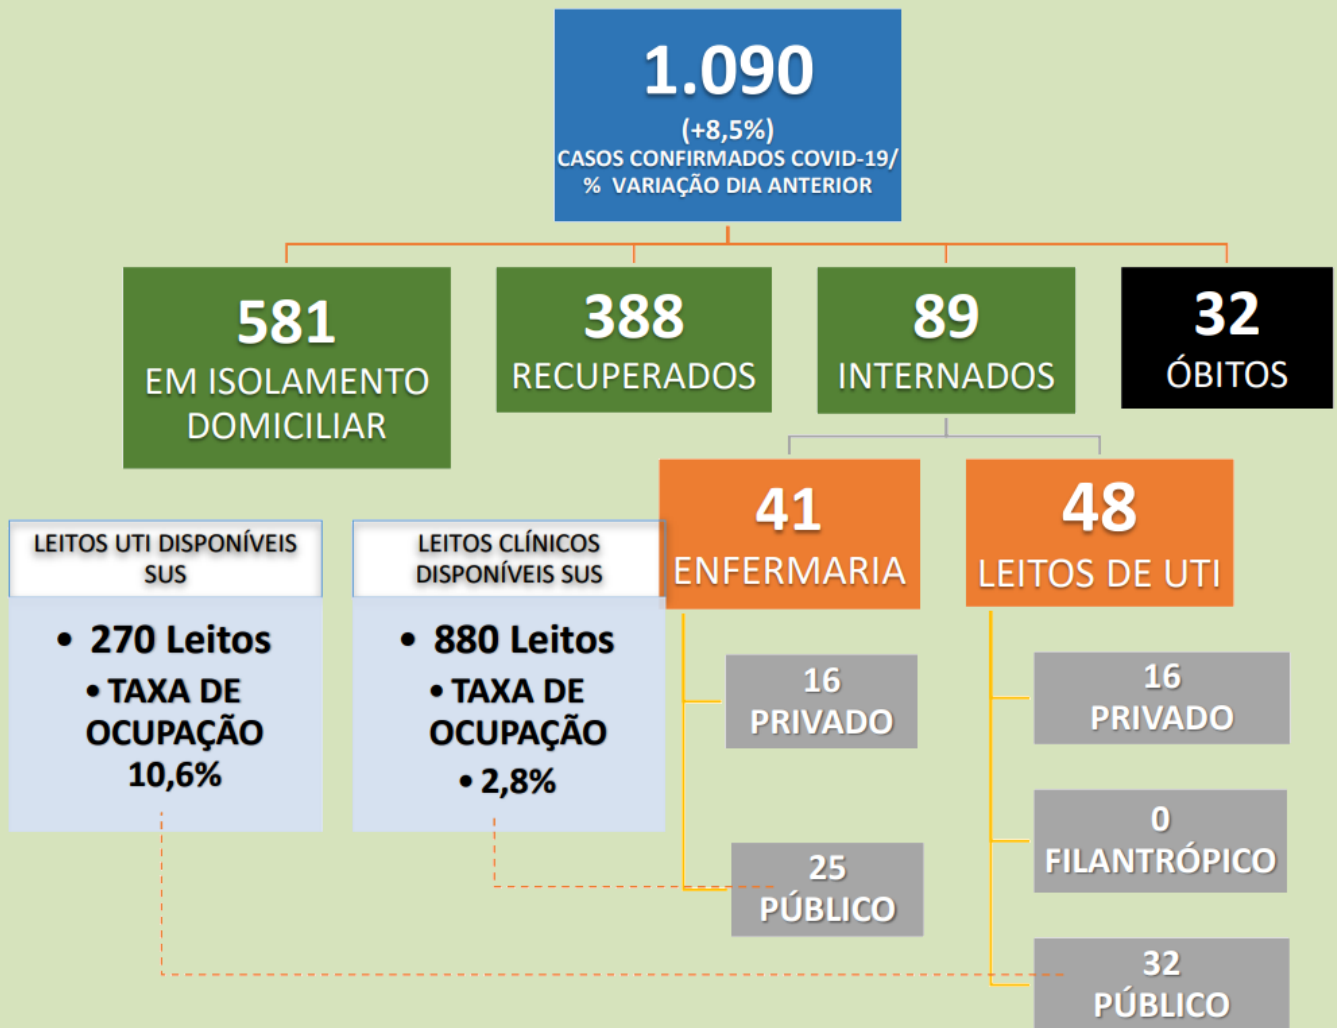 1.090
(+8,5%)
CASOS CONFIRMADOS COVID-19/
% VARIAÇÃO DIA ANTERIOR
581
EM ISOLAMENTO
DOMICILIAR
388
RECUPERADOS
89
INTERNADOS
32
ÓBITOS
41
ENFERMARIA
48
LEITOS DE UTI
LEITOS UTI DISPONÍVEIS
SUS
• 270 Leitos
• TAXA DE
OCUPAÇÃO
10,6%
LEITOS CLÍNICOS
DISPONÍVEIS SUS
• 880 Leitos
• TAXA DE
OCUPAÇÃO
• 2,8%
16
PRIVADO
25
PÚBLICO
16
PRIVADO
0
FILANTRÓPICO
32
PÚBLICO